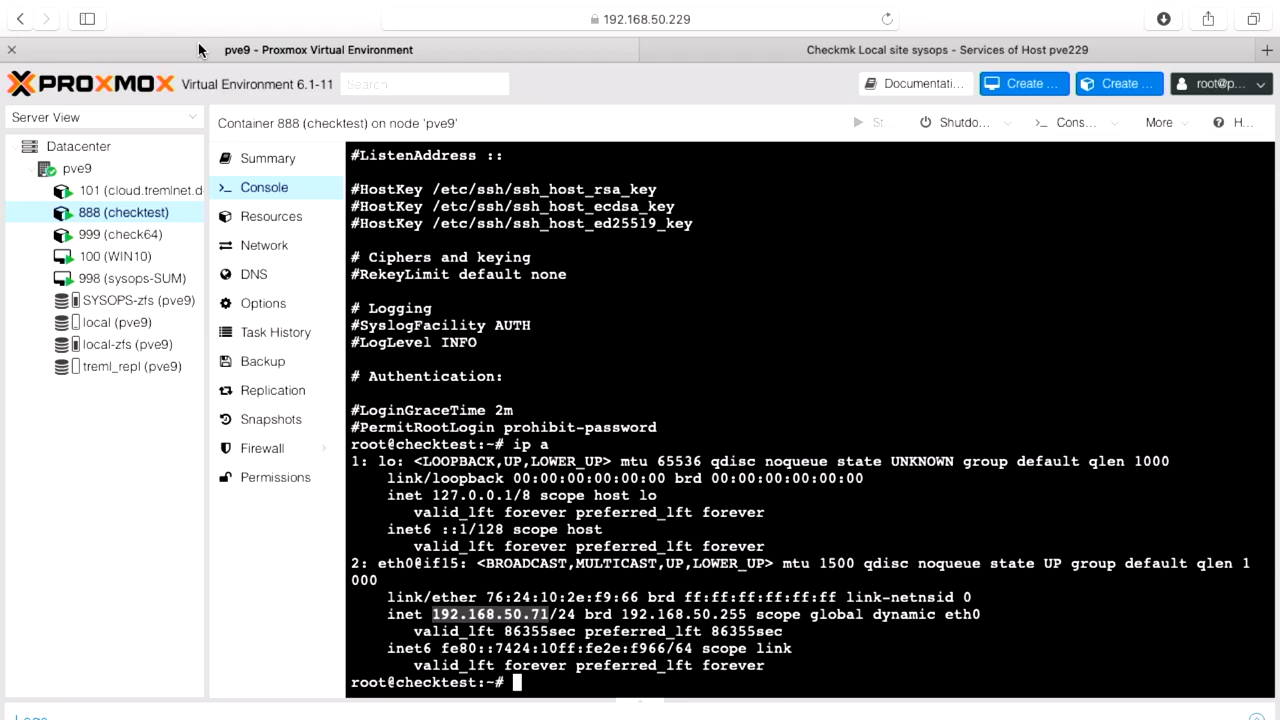 192.168.50.229
pve9 - Proxmox Virtual Environment
Checkmk Local site sysops - Services of Host pve229
PROXMOX Virtual Environment 6.1-11
Search
Documentati...
Create ...
Create ...
root@p...
Server View
Datacenter
pve9
101 (cloud.tremlnet.d
888 (checktest)
999 (check64)
100 (WIN10)
998 (sysops-SUM)
SYSOPS-zfs (pve9)
local (pve9)
local-zfs (pve9)
treml_repl (pve9)
Container 888 (checktest) on node 'pve9'
St...
Shutdo...
Cons...
More
H...
Summary
Console
Resources
Network
DNS
Options
Task History
Backup
Replication
Snapshots
Firewall
Permissions
#ListenAddress ::
#HostKey /etc/ssh/ssh_host_rsa_key
#HostKey /etc/ssh/ssh_host_ecdsa_key
#HostKey /etc/ssh/ssh_host_ed25519_key
# Ciphers and keying
#RekeyLimit default none
# Logging
#SyslogFacility AUTH
#LogLevel INFO
# Authentication:
#LoginGraceTime 2m
#PermitRootLogin prohibit-password
root@checktest:~# ip a
1: lo: <LOOPBACK,UP,LOWER_UP> mtu 65536 qdisc noqueue state UNKNOWN group default qlen 1000
link/loopback 00:00:00:00:00:00 brd 00:00:00:00:00:00
inet 127.0.0.1/8 scope host lo
valid_lft forever preferred_lft forever
inet6 ::1/128 scope host
valid_lft forever preferred_lft forever
2: eth0@if15: <BROADCAST,MULTICAST,UP,LOWER_UP> mtu 1500 qdisc noqueue state UP group default qlen 1
000
link/ether 76:24:10:2e:f9:66 brd ff:ff:ff:ff:ff:ff link-netnsid 0
inet 192.168.50.71/24 brd 192.168.50.255 scope global dynamic eth0
valid_lft 86355sec preferred_lft 86355sec
inet6 fe80::7424:10ff:fe2e:f966/64 scope link
valid_lft forever preferred_lft forever
root@checktest:~#
Logs